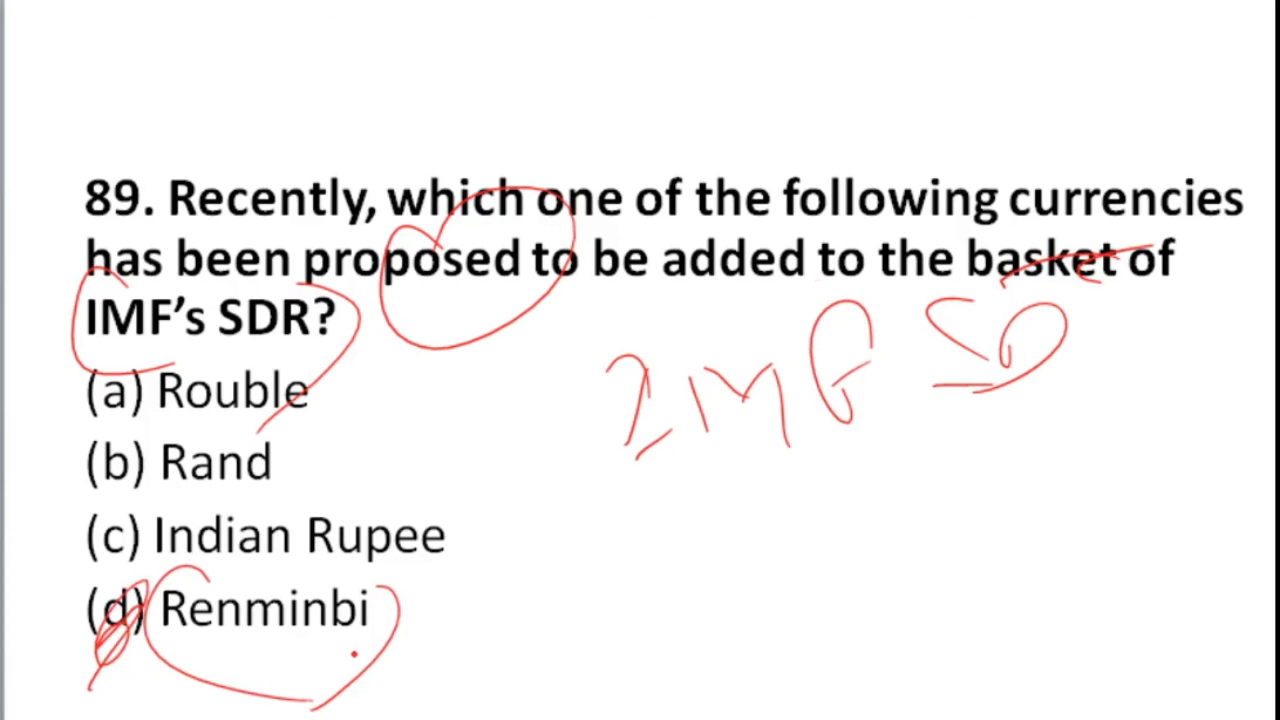 89. Recently, which one of the following currencies
has been proposed to be added to the basket of
IMF's SDR?
(a) Rouble
IMF SD
(b) Rand
(c) Indian Rupee
(d) Renminbi